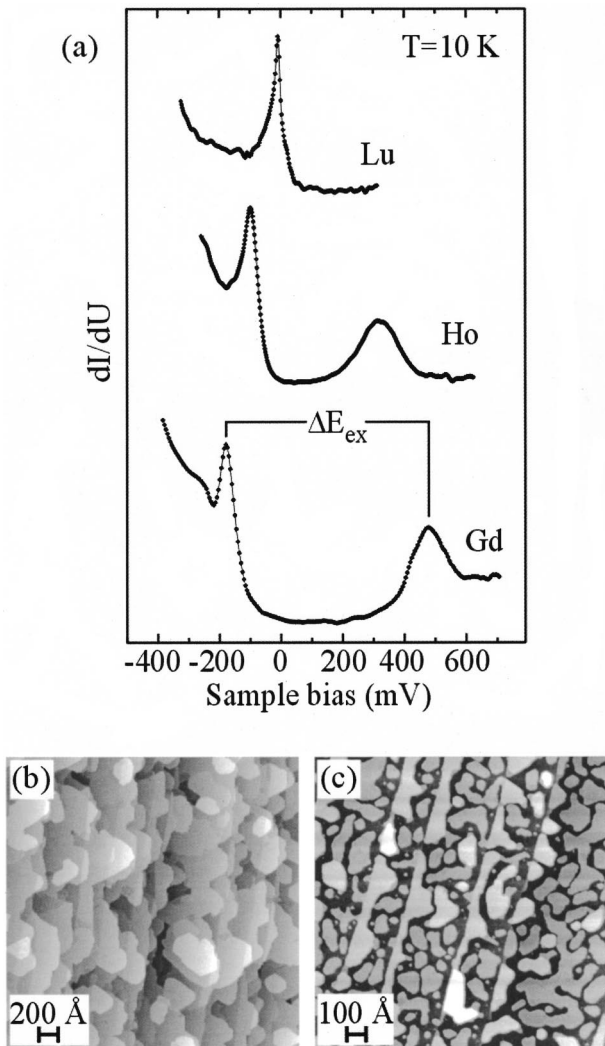 (a)
T=10 K
Lu
Ho
ΔE_ex
Gd
dI/dU
-400 -200 0 200 400 600
Sample bias (mV)
(b) (c)
200 Å 100 Å